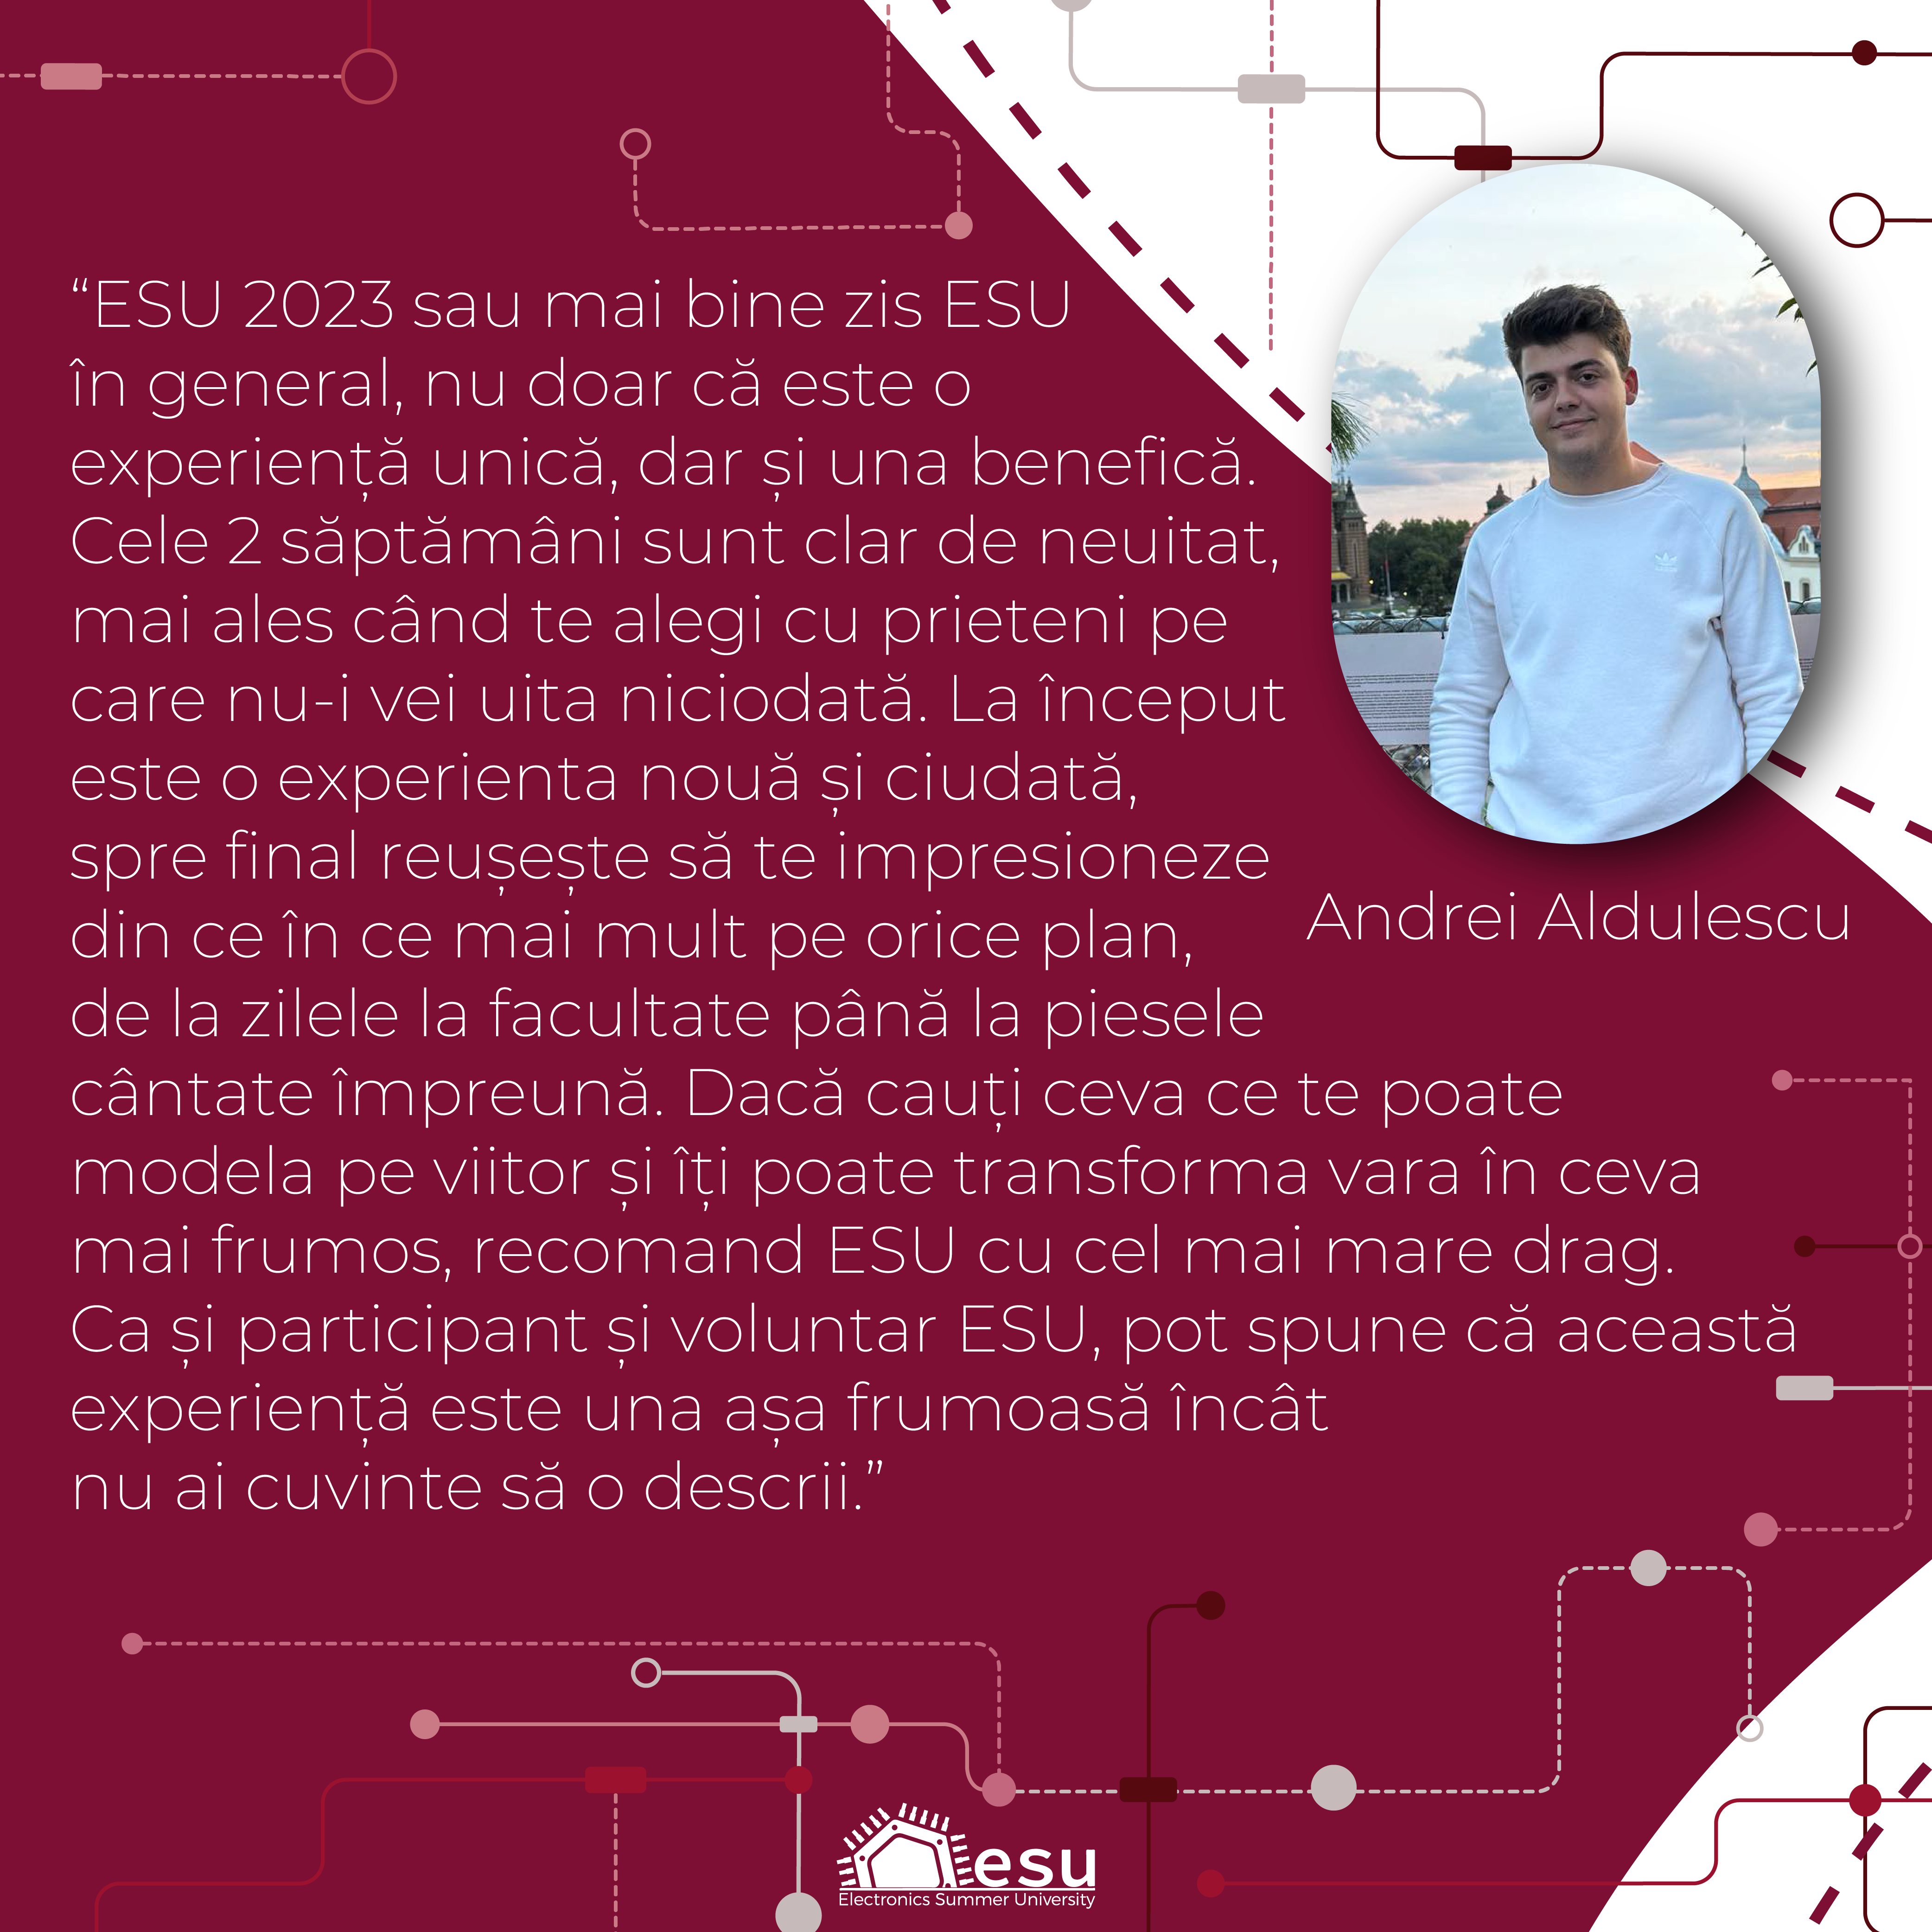 “ESU 2023 sau mai bine zis ESU
în general, nu doar că este o
experiență unică, dar și una benefică.
Cele 2 săptămâni sunt clar de neuitat,
mai ales când te alegi cu prieteni pe
care nu-i vei uita niciodată. La început
este o experienta nouă și ciudată,
spre final reușește să te impresioneze
din ce în ce mai mult pe orice plan,
de la zilele la facultate până la piesele
cântate împreună. Dacă cauți ceva ce te poate
modela pe viitor și îți poate transforma vara în ceva
mai frumos, recomand ESU cu cel mai mare drag.
Ca și participant și voluntar ESU, pot spune că această
experiență este una așa frumoasă încât
nu ai cuvinte să o descrii.”
Andrei Aldulescu
esu
Electronics Summer University